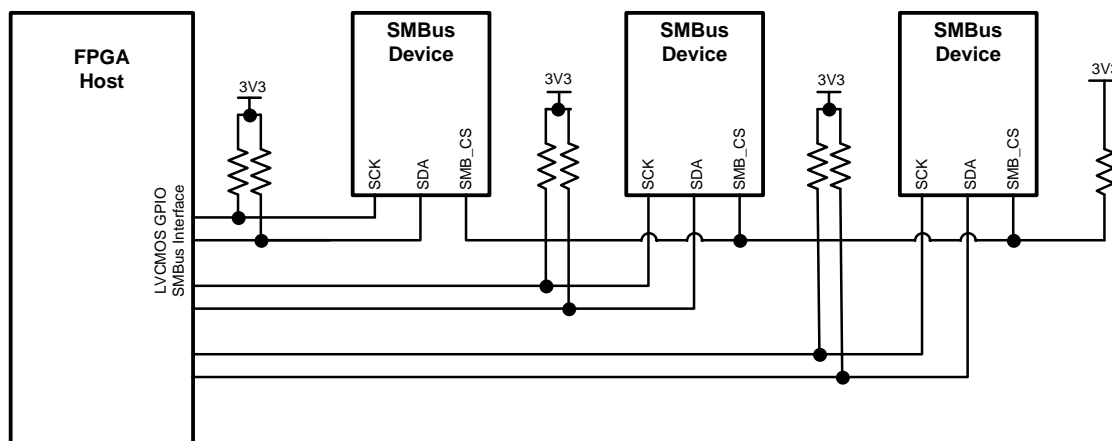 FPGA
Host
LVCMOS GPIO
SMBus Interface
3V3
SMBus
Device
SCK
SDA
SMB_CS
3V3
SMBus
Device
SCK
SDA
SMB_CS
3V3
SMBus
Device
SCK
SDA
SMB_CS
3V3